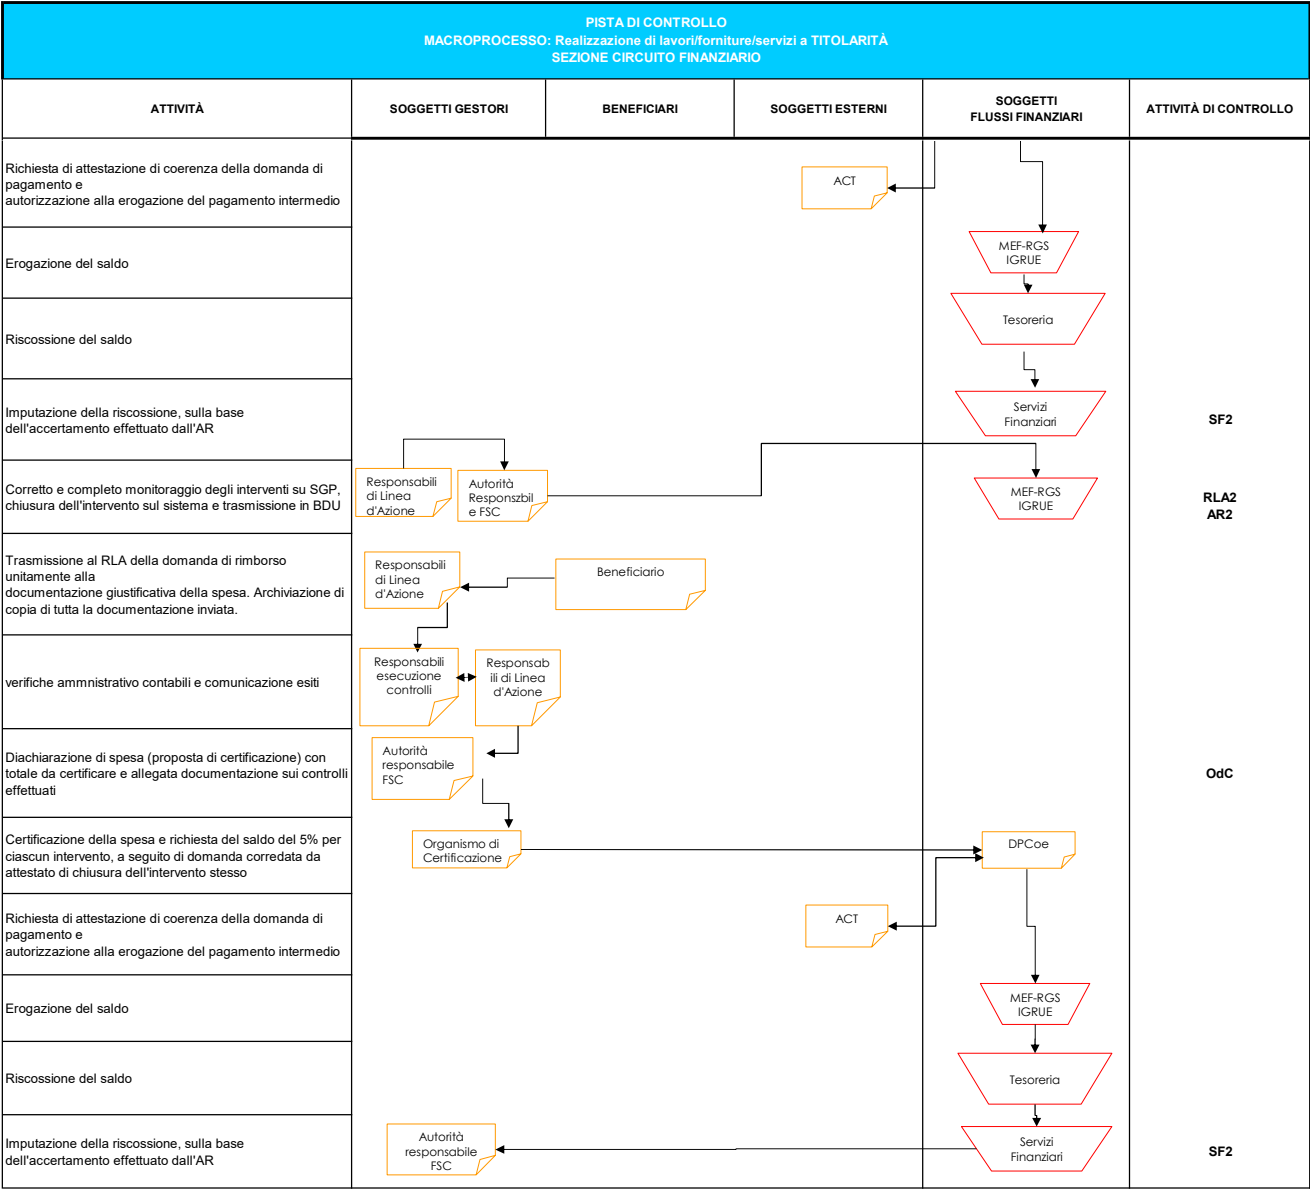 PISTA DI CONTROLLO
MACROPROCESSO: Realizzazione di lavori/forniture/servizi a TITOLARITÀ
SEZIONE CIRCUITO FINANZIARIO
ATTIVITÀ
SOGGETTI GESTORI
BENEFICIARI
SOGGETTI ESTERNI
SOGGETTI
FLUSSI FINANZIARI
ATTIVITÀ DI CONTROLLO
Richiesta di attestazione di coerenza della domanda di
pagamento e
autorizzazione alla erogazione del pagamento intermedio
ACT
Erogazione del saldo
MEF-RGS
IGRUE
Riscossione del saldo
Tesoreria
Imputazione della riscossione, sulla base
dell'accertamento effettuato dall'AR
Servizi
Finanziari
SF2
Corretto e completo monitoraggio degli interventi su SGP,
chiusura dell'intervento sul sistema e trasmissione in BDU
Responsabili
di Linea
d'Azione
Autorità
Responszbil
e FSC
MEF-RGS
IGRUE
RLA2
AR2
Trasmissione al RLA della domanda di rimborso
unitamente alla
documentazione giustificativa della spesa. Archiviazione di
copia di tutta la documentazione inviata.
Responsabili
di Linea
d'Azione
Beneficiario
verifiche ammnistrativo contabili e comunicazione esiti
Responsabili
esecuzione
controlli
Responsab
ili di Linea
d'Azione
Diachiarazione di spesa (proposta di certificazione) con
totale da certificare e allegata documentazione sui controlli
effettuati
Autorità
responsabile
FSC
OdC
Certificazione della spesa e richiesta del saldo del 5% per
ciascun intervento, a seguito di domanda corredata da
attestato di chiusura dell'intervento stesso
Organismo di
Certificazione
DPCoe
Richiesta di attestazione di coerenza della domanda di
pagamento e
autorizzazione alla erogazione del pagamento intermedio
ACT
Erogazione del saldo
MEF-RGS
IGRUE
Riscossione del saldo
Tesoreria
Imputazione della riscossione, sulla base
dell'accertamento effettuato dall'AR
Autorità
responsabile
FSC
Servizi
Finanziari
SF2